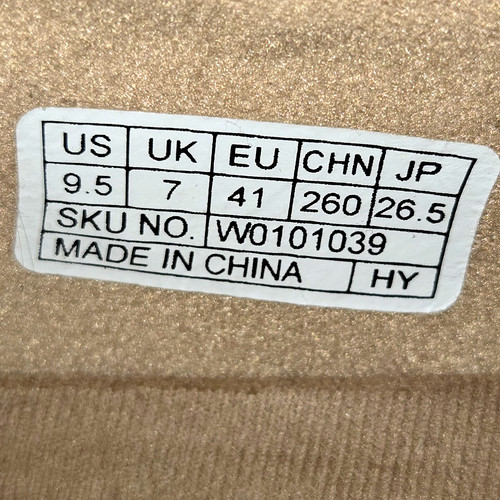 US UK EU CHN JP
9.5 7 41 260 26.5
SKU NO. W0101039
MADE IN CHINA HY